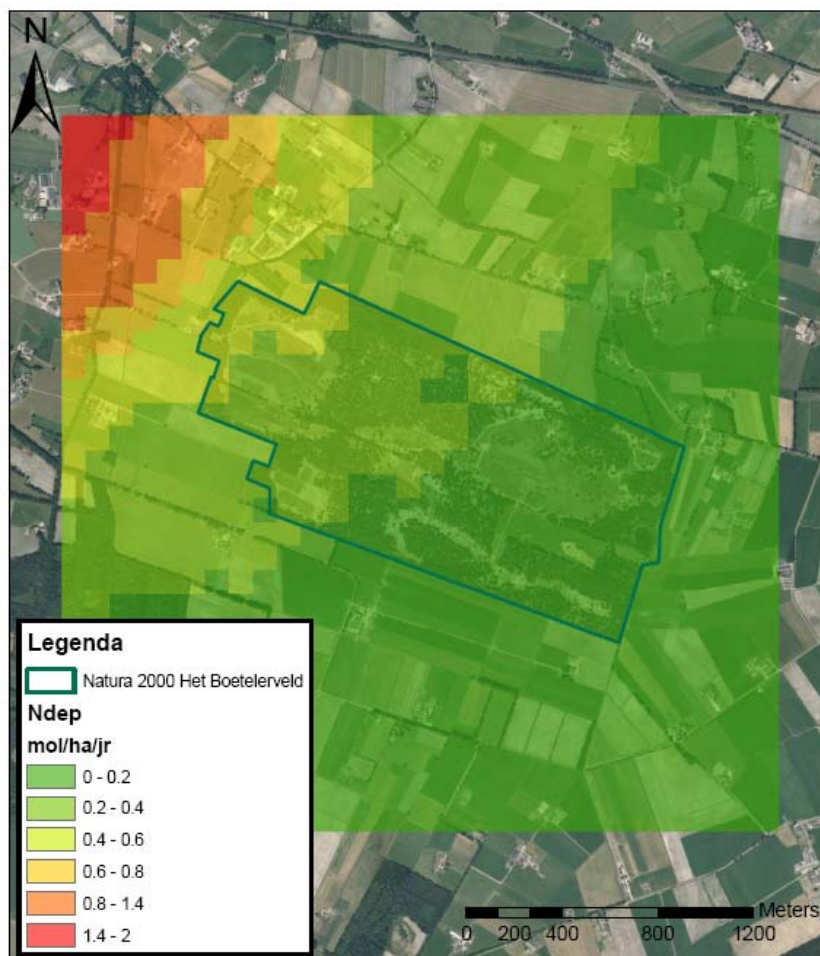 N
Legenda
Natura 2000 Het Boetelerveld
Ndep
mol/ha/jr
0 - 0.2
0.2 - 0.4
0.4 - 0.6
0.6 - 0.8
0.8 - 1.4
1.4 - 2
Meters
0 200 400 800 1200